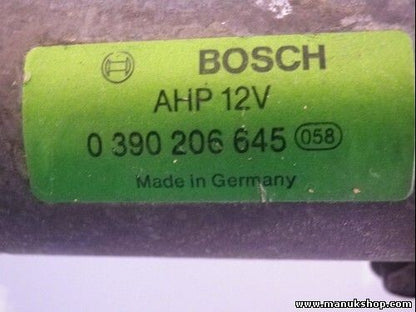 BOSCH
AHP 12V
0 390 206 645 058
Made in Germany
www.manukshop.com